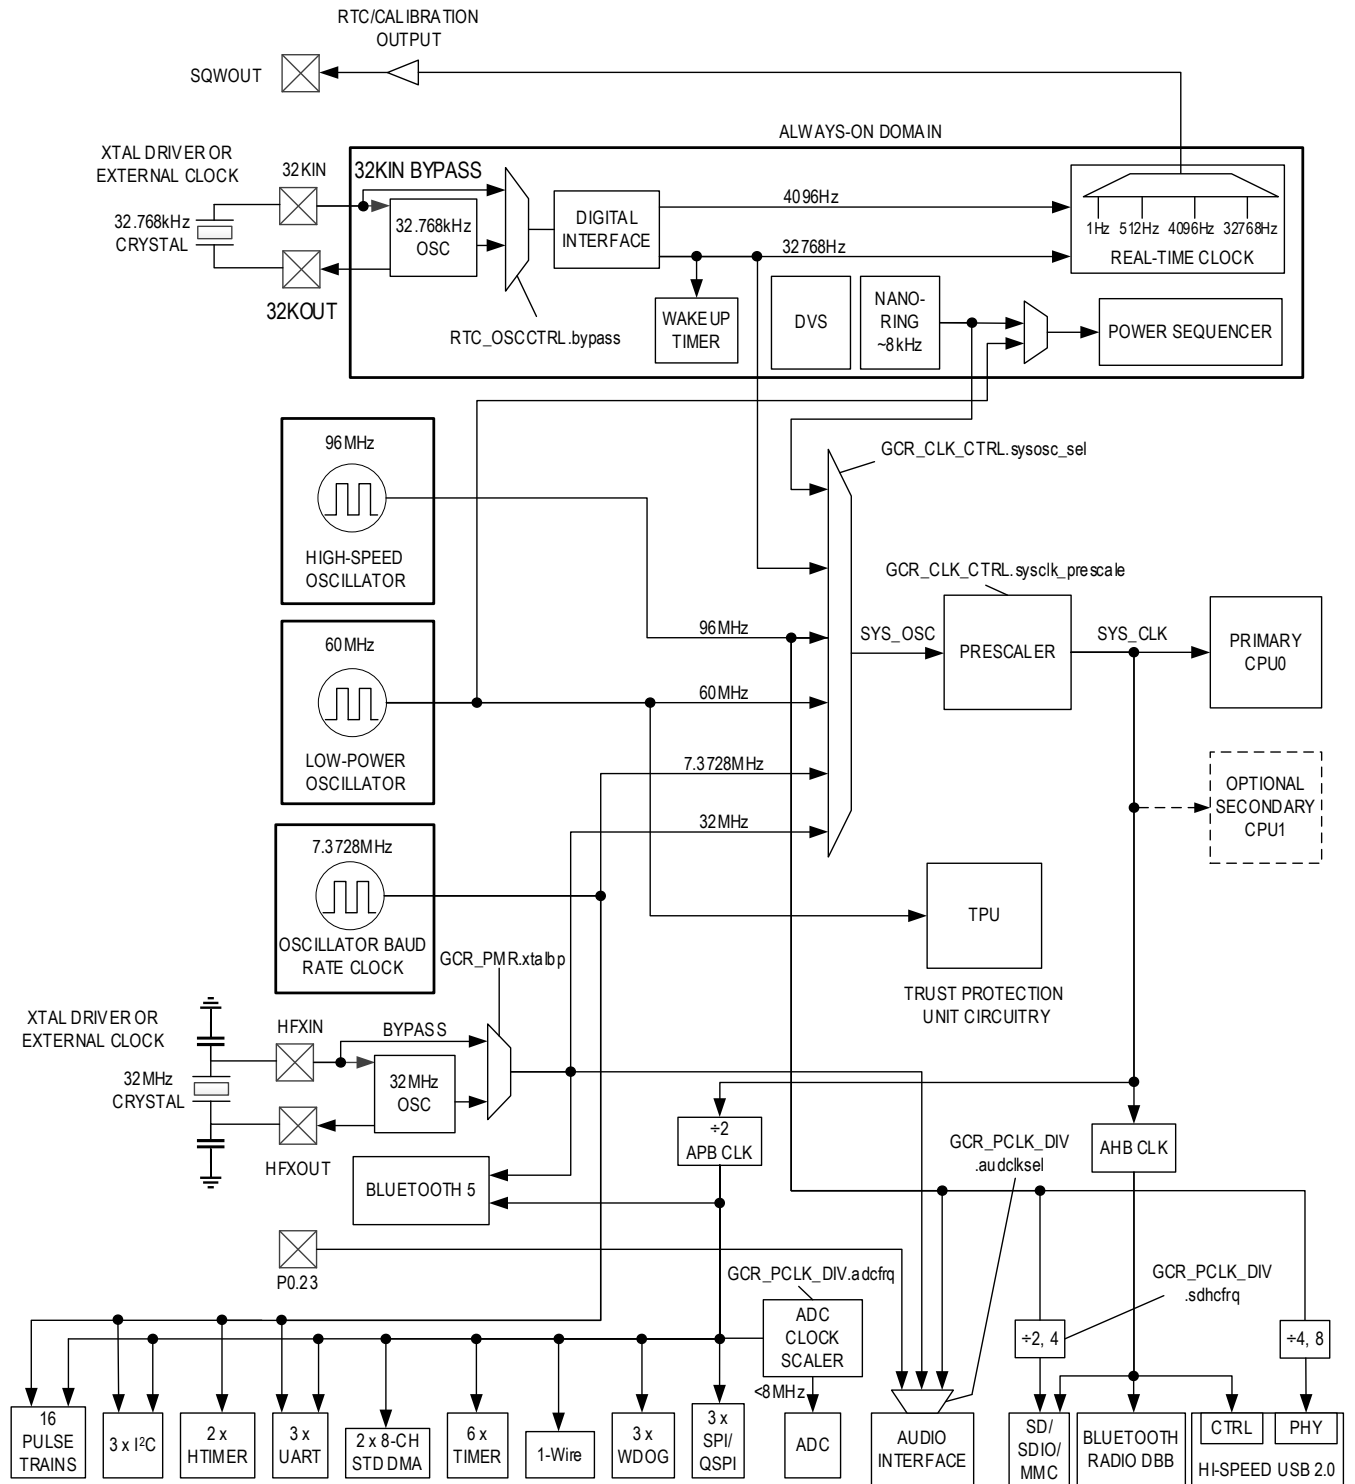 RTC/CALIBRATION
OUTPUT
SQWOUT
ALWAYS-ON DOMAIN
XTAL DRIVER OR
EXTERNAL CLOCK
32KIN
32KIN BYPASS
32.768kHz
CRYSTAL
32.768kHz
OSC
32KOUT
RTC_OSCCTRL.bypass
DIGITAL
INTERFACE
4096Hz
32768Hz
1Hz 512Hz 4096Hz 32768Hz
REAL-TIME CLOCK
WAKEUP
TIMER
DVS
NANO-
RING
~8kHz
POWER SEQUENCER
96MHz
HIGH-SPEED
OSCILLATOR
GCR_CLK_CTRL.sysosc_sel
GCR_CLK_CTRL.sysclk_prescale
60MHz
LOW-POWER
OSCILLATOR
96MHz
60MHz
7.3728MHz
32MHz
SYS_OSC
PRESCALER
SYS_CLK
PRIMARY
CPU0
OPTIONAL
SECONDARY
CPU1
7.3728MHz
OSCILLATOR BAUD
RATE CLOCK
GCR_PMR.xtalbp
TPU
TRUST PROTECTION
UNIT CIRCUITRY
XTAL DRIVER OR
EXTERNAL CLOCK
HFXIN
BYPASS
32MHz
CRYSTAL
32MHz
OSC
HFXOUT
BLUETOOTH 5
÷2
APB CLK
GCR_PCLK_DIV
.audclksel
AHB CLK
P0.23
GCR_PCLK_DIV.adcfrq
GCR_PCLK_DIV
.sdhcfrq
ADC
CLOCK
SCALER
<8MHz
÷2, 4
÷4, 8
16
PULSE
TRAINS
3 x I²C
2 x
HTIMER
3 x
UART
2 x 8-CH
STD DMA
6 x
TIMER
1-Wire
3 x
WDOG
3 x
SPI/
QSPI
ADC
AUDIO
INTERFACE
SD/
SDIO/
MMC
BLUETOOTH
RADIO DBB
CTRL
PHY
HI-SPEED USB 2.0